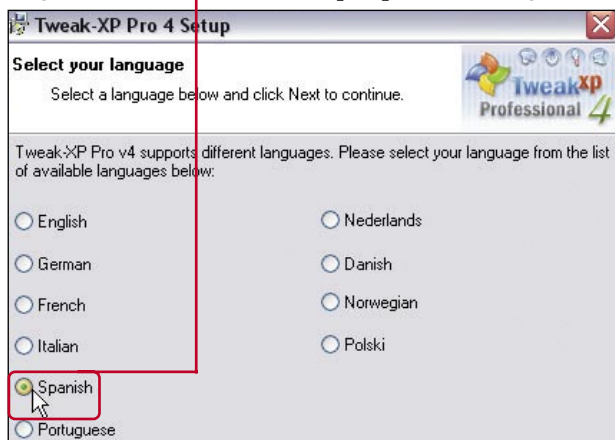 Tweak-XP Pro 4 Setup
Select your language
Select a language below and click Next to continue.
Tweakxp
Professional 4
Tweak-XP Pro v4 supports different languages. Please select your language from the list
of available languages below:
English
German
French
Italian
Spanish
Portuguese
Nederlands
Danish
Norwegian
Polski